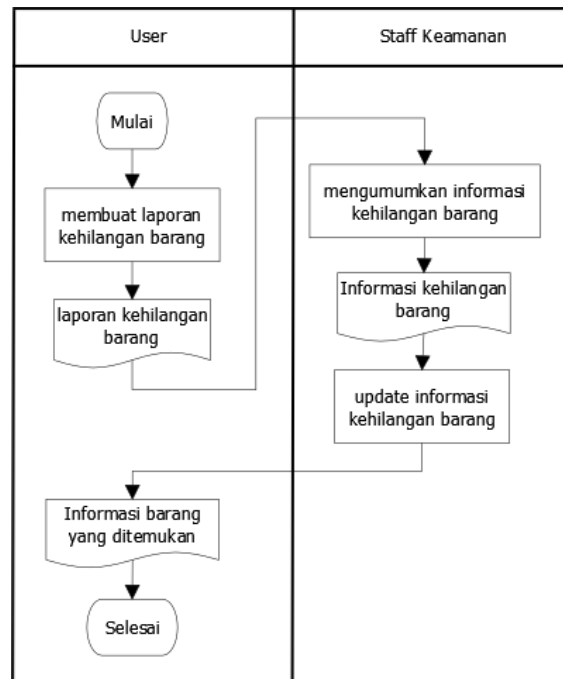 User
Staff Keamanan
Mulai
membuat laporan
kehilangan barang
laporan kehilangan
barang
mengumumkan informasi
kehilangan barang
Informasi kehilangan
barang
update informasi
kehilangan barang
Informasi barang
yang ditemukan
Selesai